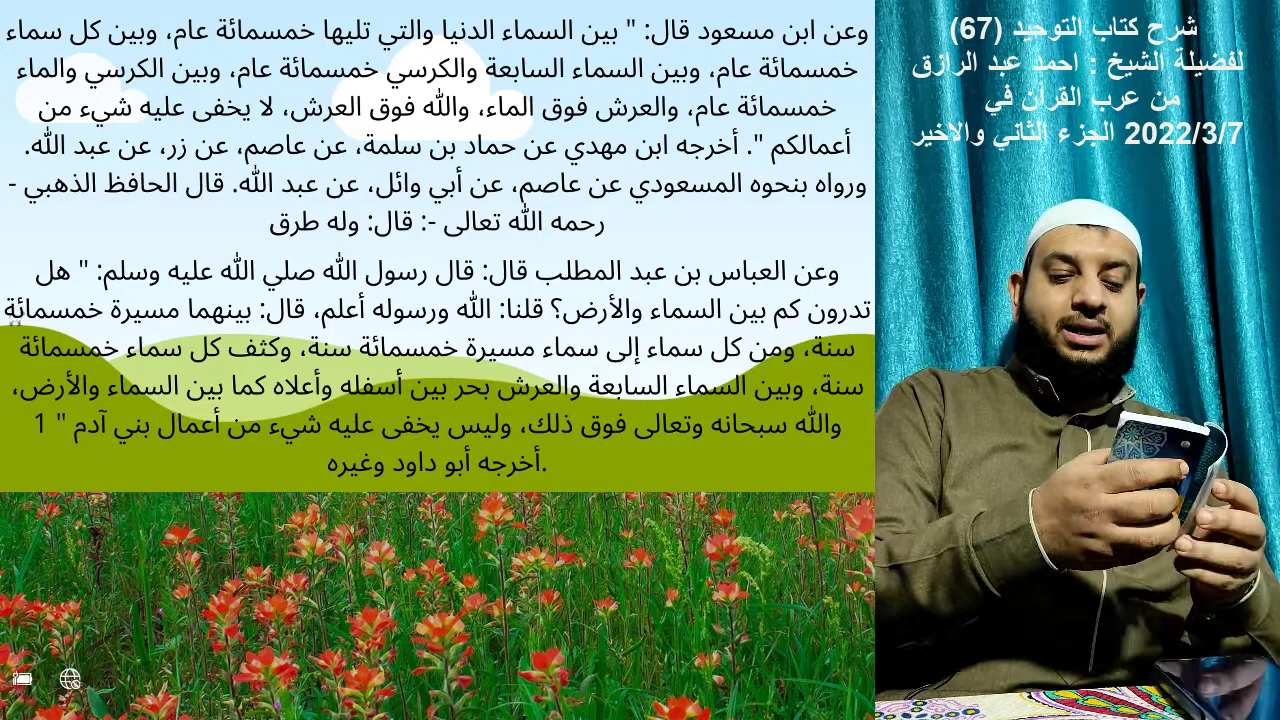 شرح كتاب التوحيد (67)
لفضيلة الشيخ : احمد عبد الرازق
من عرب القرآن في
2022/3/7 الجزء الثاني والاخير
وعن ابن مسعود قال: " بين السماء الدنيا والتي تليها خمسمائة عام، وبين كل سماء
خمسمائة عام، وبين السماء السابعة والكرسي خمسمائة عام، وبين الكرسي والماء
خمسمائة عام، والعرش فوق الماء، والله فوق العرش، لا يخفى عليه شيء من
أعمالكم ". أخرجه ابن مهدي عن حماد بن سلمة، عن عاصم، عن زر، عن عبد الله.
ورواه بنحوه المسعودي عن عاصم، عن أبي وائل، عن عبد الله. قال الحافظ الذهبي -
رحمه الله تعالى -: قال: وله طرق
وعن العباس بن عبد المطلب قال: قال رسول الله صلي الله عليه وسلم: " هل
تدرون كم بين السماء والأرض؟ قلنا: الله ورسوله أعلم، قال: بينهما مسيرة خمسمائة
سنة، ومن كل سماء إلى سماء مسيرة خمسمائة سنة، وكثف كل سماء خمسمائة
سنة، وبين السماء السابعة والعرش بحر بين أسفله وأعلاه كما بين السماء والأرض،
والله سبحانه وتعالى فوق ذلك، وليس يخفى عليه شيء من أعمال بني آدم " 1
.أخرجه أبو داود وغيره